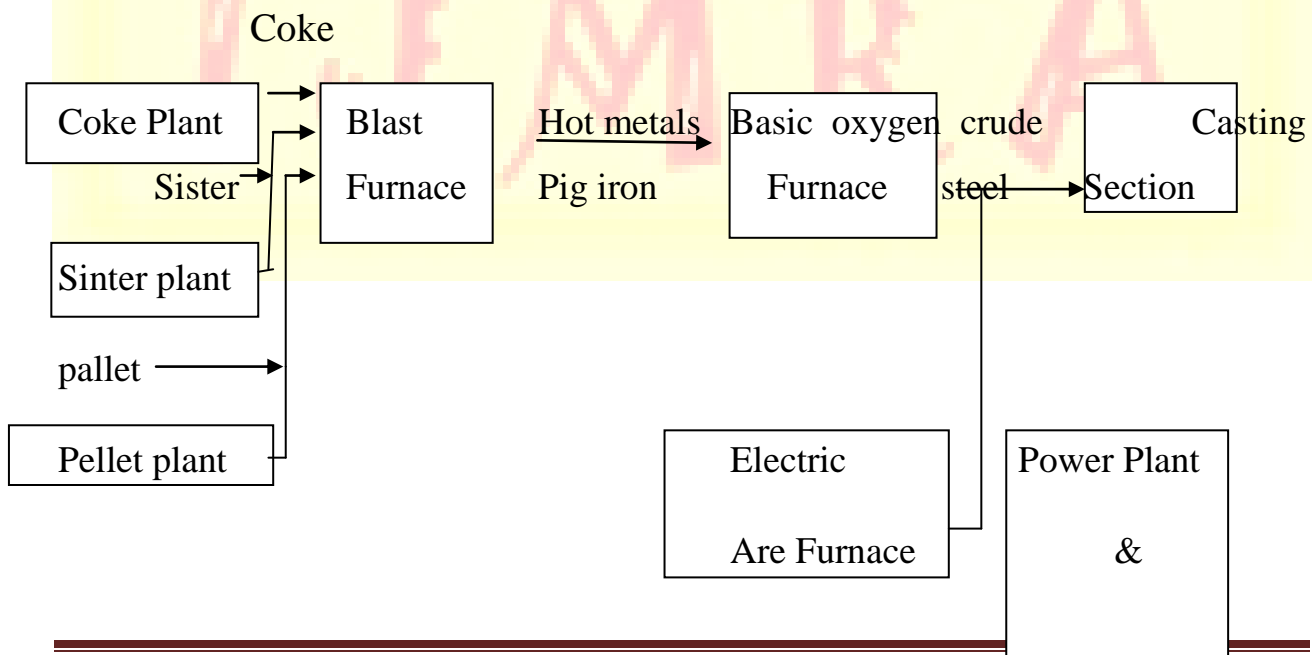 Coke
Coke Plant Blast Hot metals Basic oxygen crude Casting
Sister Furnace Pig iron Furnace steel Section
Sinter plant
pallet
Pellet plant Electric Power Plant
Are Furnace &